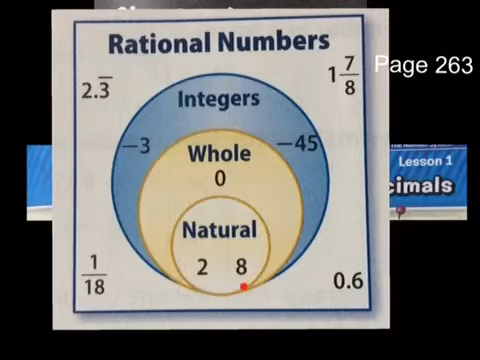 Rational Numbers
Page 263
2.3̅
1 7/8
Integers
−3
−45
Whole
0
Lesson 1
cimals
Natural
2 8
1/18
0.6